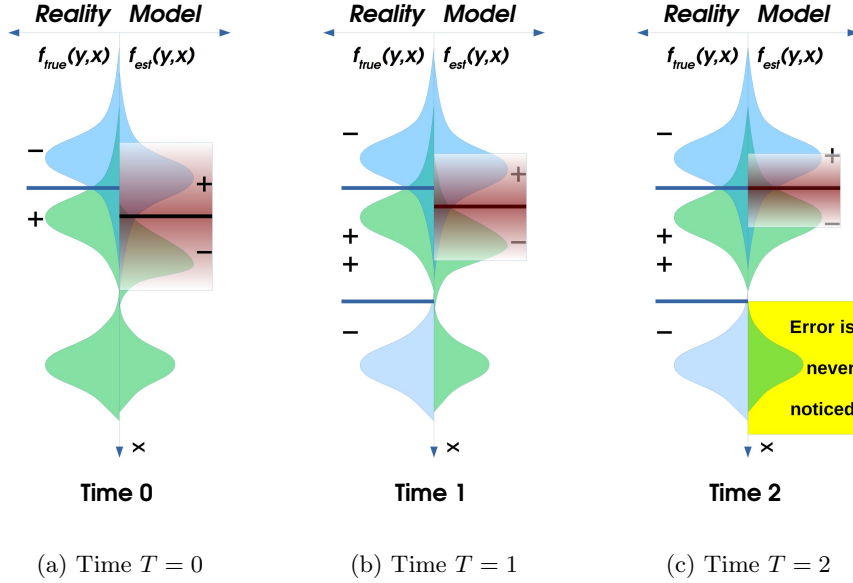 Reality Model
f_true(y,x) f_est(y,x)
−
+
+
−
x
Time 0
(a) Time T = 0
Reality Model
f_true(y,x) f_est(y,x)
−
+
+
+
−
−
x
Time 1
(b) Time T = 1
Reality Model
f_true(y,x) f_est(y,x)
−
+
−
+
+
−
Error is
never
noticed
x
Time 2
(c) Time T = 2